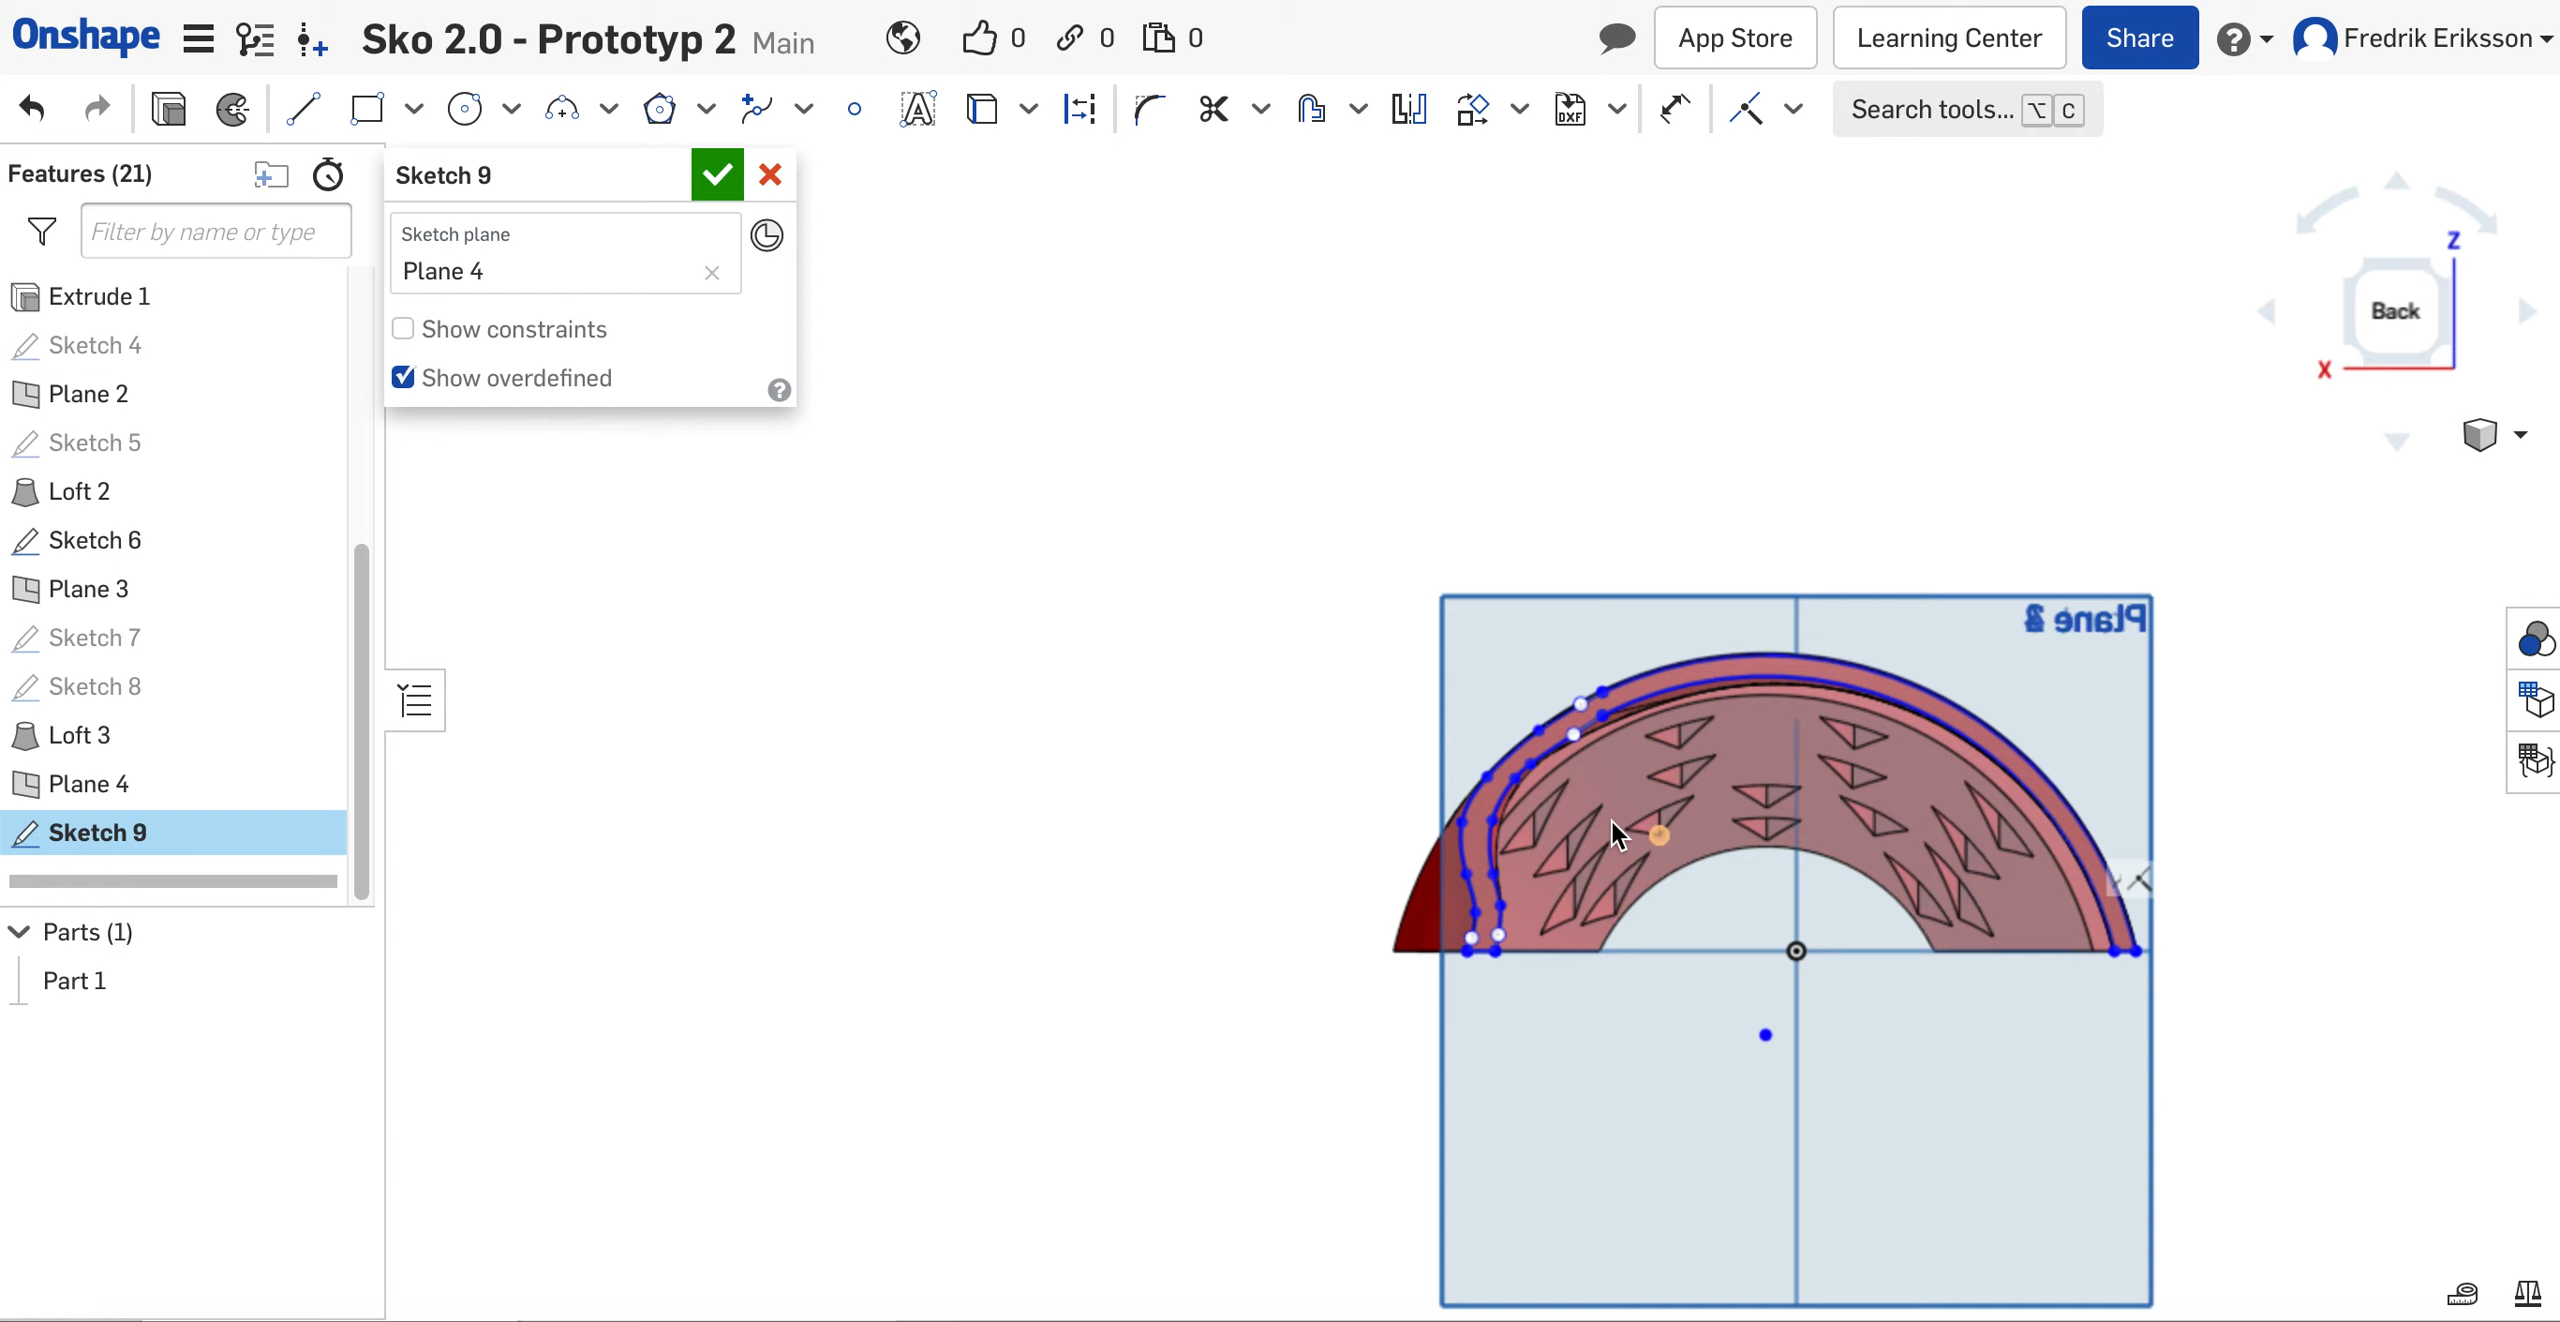 Onshape
Sko 2.0 - Prototyp 2 Main
0
0
0
App Store
Learning Center
Share
Fredrik Eriksson
Search tools... ⌥ C
Features (21)
Filter by name or type
Extrude 1
Sketch 4
Plane 2
Sketch 5
Loft 2
Sketch 6
Plane 3
Sketch 7
Sketch 8
Loft 3
Plane 4
Sketch 9
Parts (1)
Part 1
Sketch 9
Sketch plane
Plane 4
Show constraints
Show overdefined
Z
Back
X
Plane